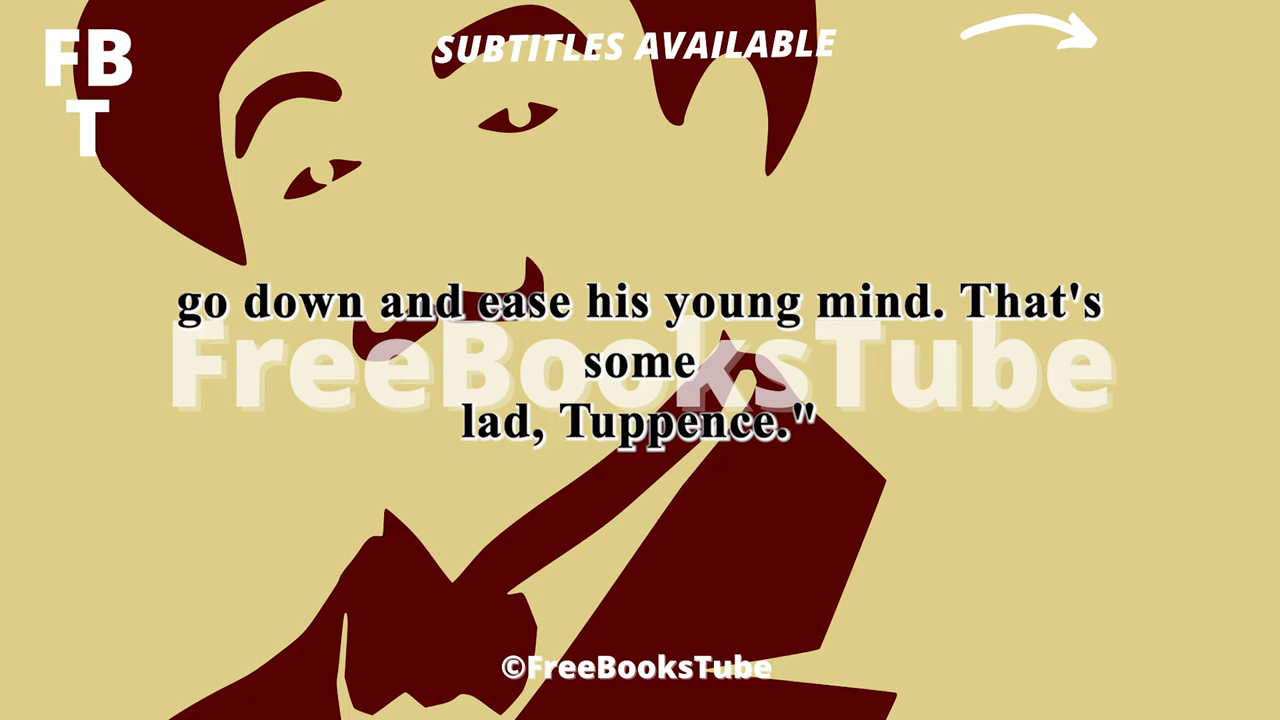 FB
T
SUBTITLES AVAILABLE
go down and ease his young mind. That's
some
lad, Tuppence."
FreeBooksTube
©FreeBooksTube